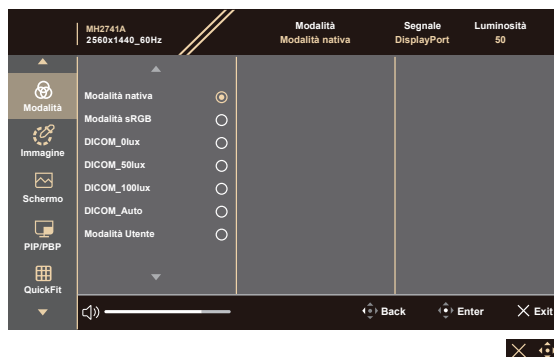 MH2741A
2560x1440_60Hz
Modalità
Modalità nativa
Segnale
DisplayPort
Luminosità
50
Modalità
Immagine
Schermo
PIP/PBP
QuickFit
Modalità nativa
Modalità sRGB
DICOM_0lux
DICOM_50lux
DICOM_100lux
DICOM_Auto
Modalità Utente
Back
Enter
Exit